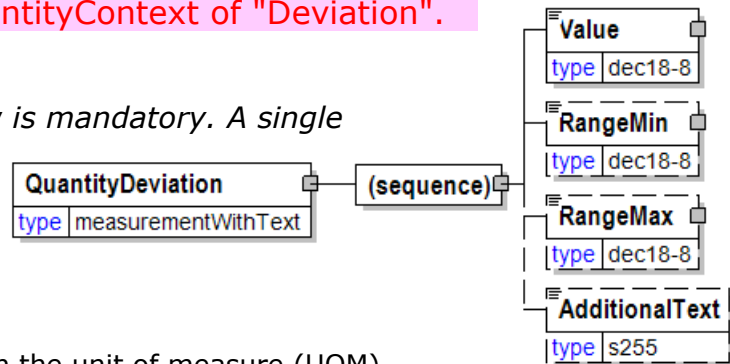 ntityContext of "Deviation".
Value
type dec18-8
is mandatory. A single
RangeMin
type dec18-8
QuantityDeviation
type measurementWithText
(sequence)
RangeMax
type dec18-8
AdditionalText
type s255
the unit of measure (UOM)